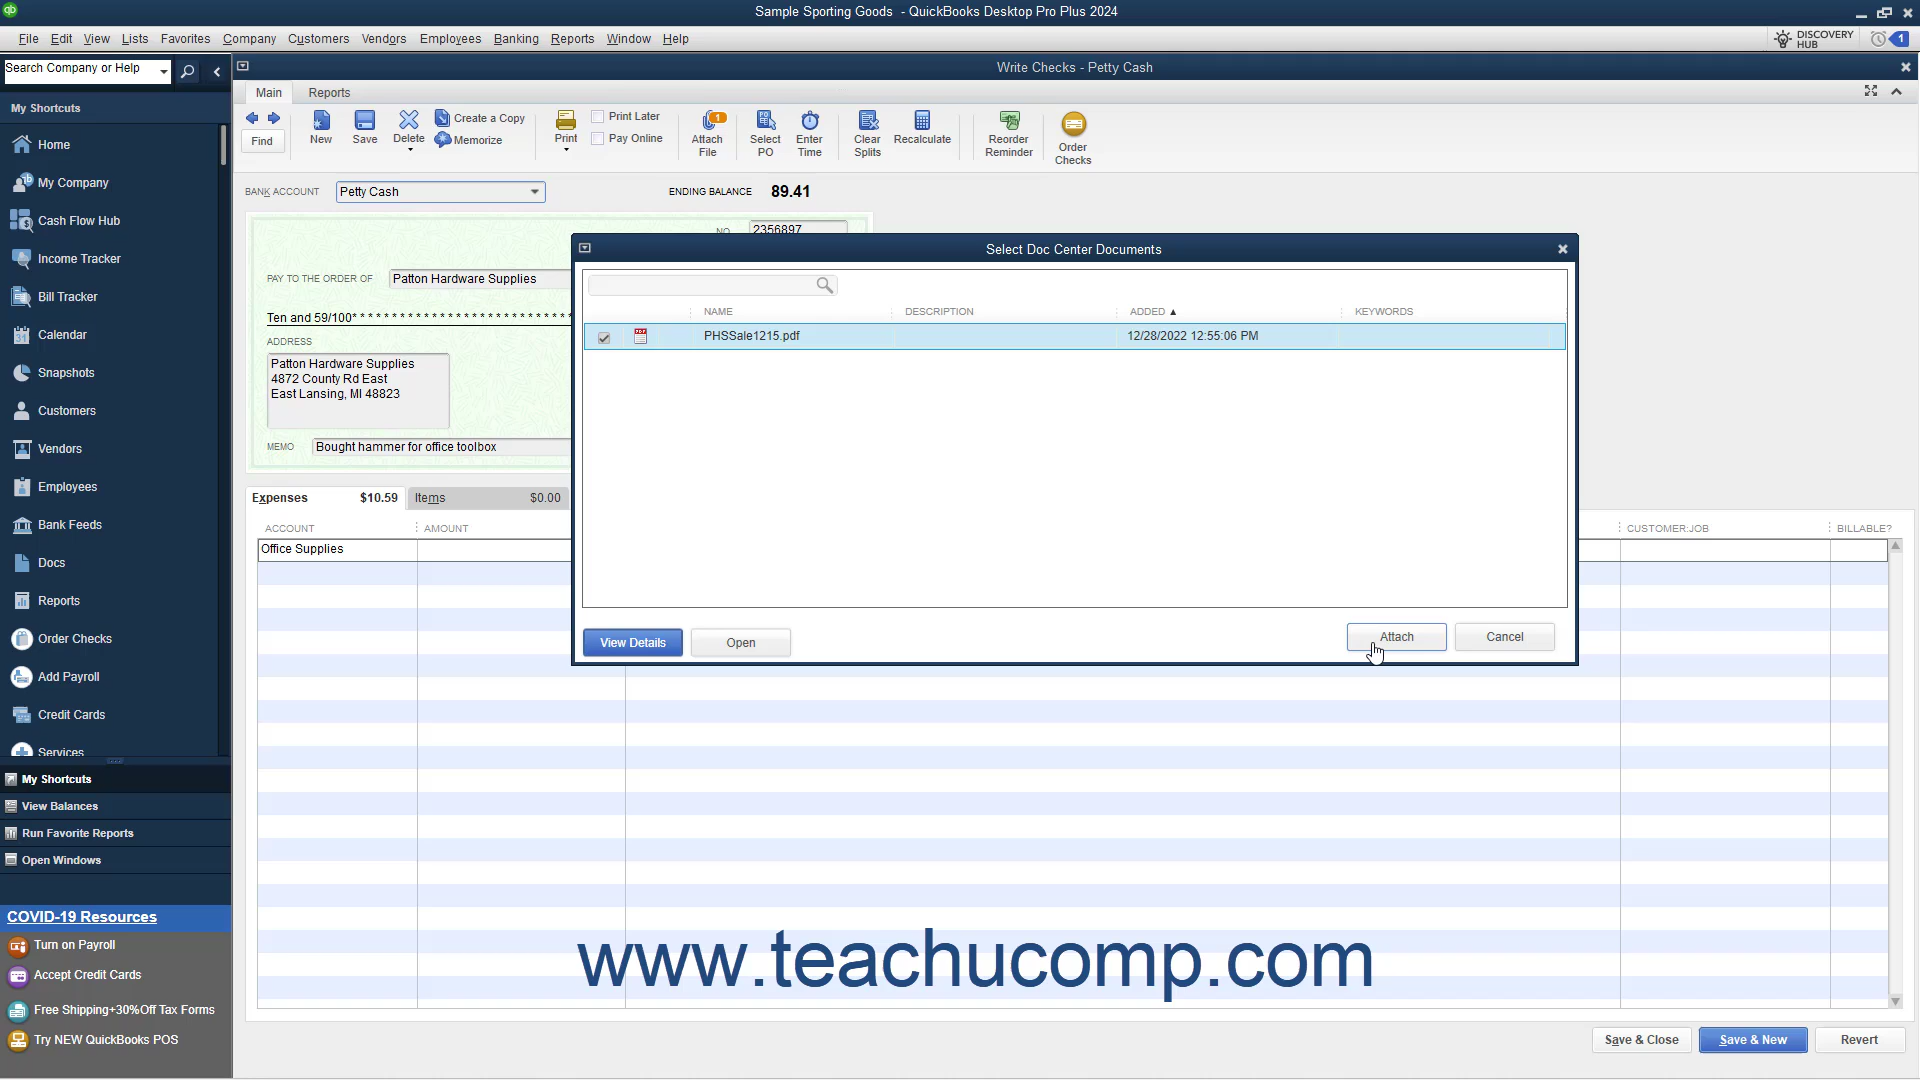 Sample Sporting Goods - QuickBooks Desktop Pro Plus 2024
File Edit View Lists Favorites Company Customers Vendors Employees Banking Reports Window Help
DISCOVERY HUB
1
Search Company or Help
Write Checks - Petty Cash
My Shortcuts
Home
My Company
Cash Flow Hub
Income Tracker
Bill Tracker
Calendar
Snapshots
Customers
Vendors
Employees
Bank Feeds
Docs
Reports
Order Checks
Add Payroll
Credit Cards
Services
My Shortcuts
View Balances
Run Favorite Reports
Open Windows
COVID-19 Resources
Turn on Payroll
Accept Credit Cards
Free Shipping+30%Off Tax Forms
Try NEW QuickBooks POS
Main Reports
Find
New
Save
Delete
Create a Copy
Memorize
Print
Print Later
Pay Online
1
Attach File
Select PO
Enter Time
Clear Splits
Recalculate
Reorder Reminder
Order Checks
BANK ACCOUNT Petty Cash ENDING BALANCE 89.41
NO. 2356897
PAY TO THE ORDER OF Patton Hardware Supplies
Ten and 59/100* * * * * * * * * * * * * * * * * * * * * * * * * * *
ADDRESS
Patton Hardware Supplies
4872 County Rd East
East Lansing, MI 48823
MEMO Bought hammer for office toolbox
Expenses $10.59 Items $0.00
ACCOUNT AMOUNT CUSTOMER:JOB BILLABLE?
Office Supplies
Select Doc Center Documents
NAME DESCRIPTION ADDED KEYWORDS
PHSSale1215.pdf 12/28/2022 12:55:06 PM
View Details Open Attach Cancel
www.teachucomp.com
Save & Close Save & New Revert